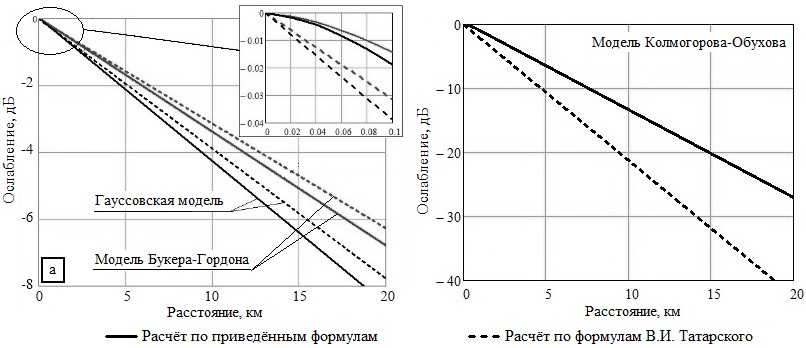 0
-2
-4
-6
-8
Ослабление, дБ
0
-0.01
-0.02
-0.03
-0.04
0 0.02 0.04 0.06 0.08 0.1
Гауссовская модель
Модель Букера-Гордона
а
0 5 10 15 20
Расстояние, км
Модель Колмогорова-Обухова
0
-10
-20
-30
-40
Ослабление, дБ
0 5 10 15 20
Расстояние, км
Расчёт по приведённым формулам
Расчёт по формулам В.И. Татарского